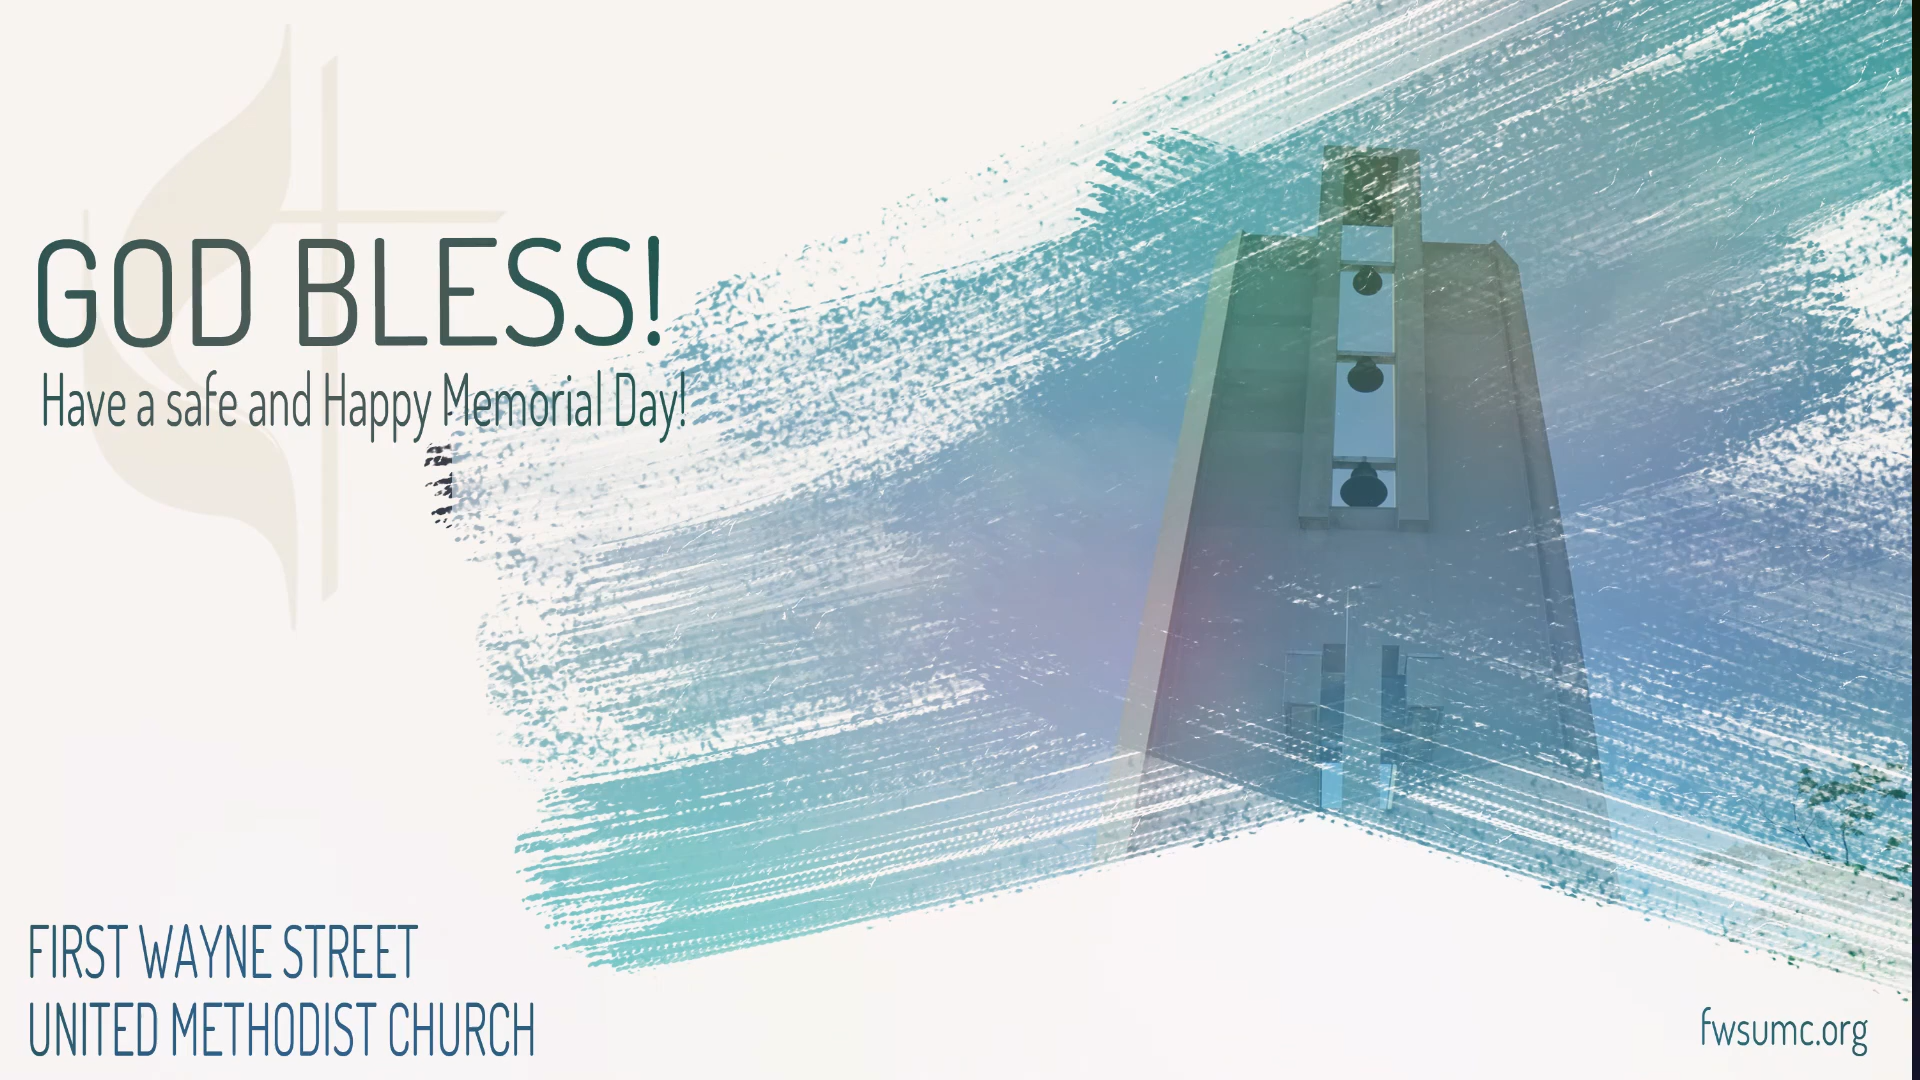 GOD BLESS!
Have a safe and Happy Memorial Day!
FIRST WAYNE STREET
UNITED METHODIST CHURCH
fwsumc.org